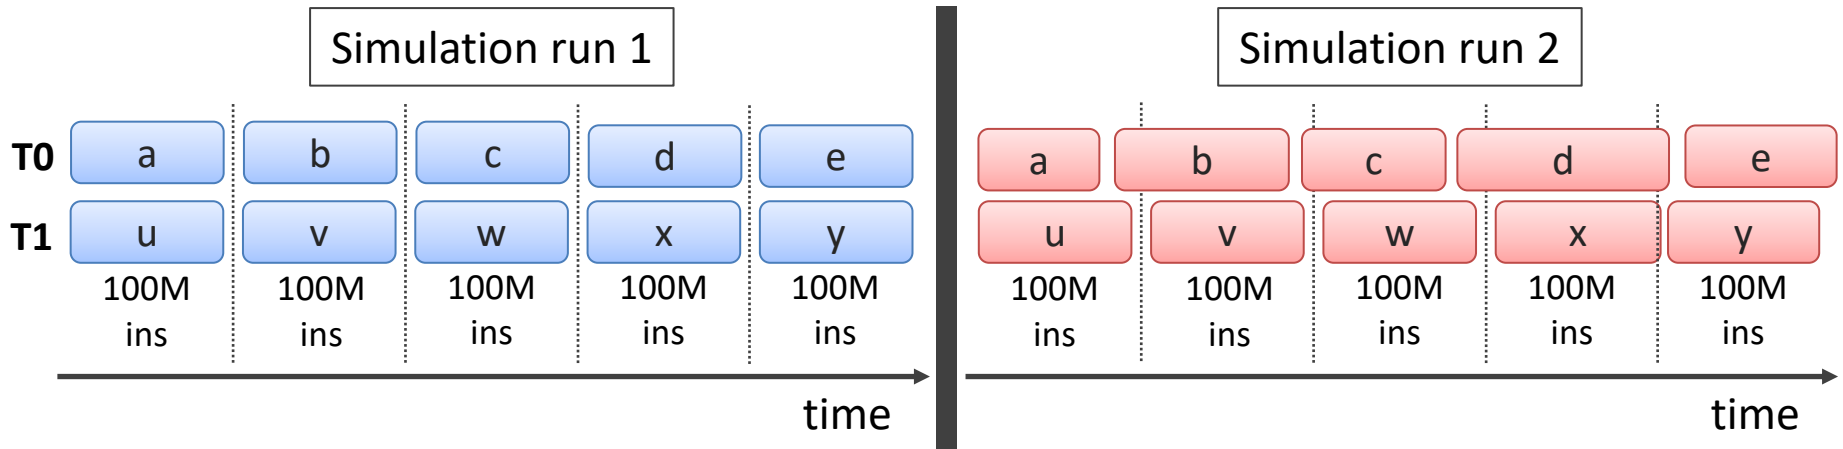 Simulation run 1
T0 a b c d e
T1 u v w x y
100M 100M 100M 100M 100M
ins ins ins ins ins
time
Simulation run 2
a b c d e
u v w x y
100M 100M 100M 100M 100M
ins ins ins ins ins
time